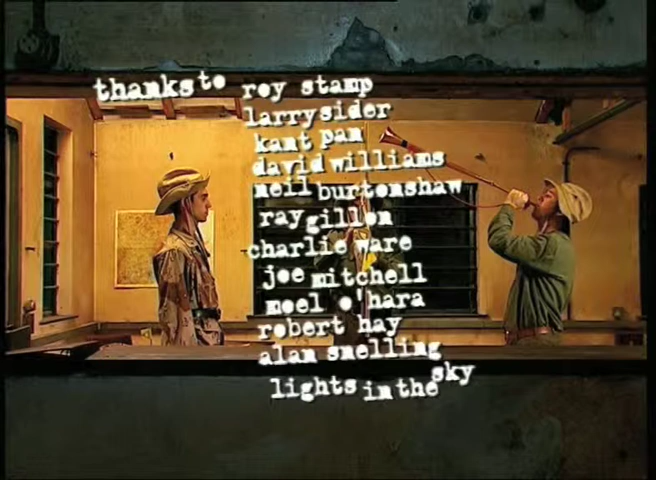 thanks to roy stamp
larry sider
kant pan
david williams
neil burtonshaw
ray gillon
charlie ware
joe mitchell
noel o'hara
robert hay
alan snelling
lights in the sky